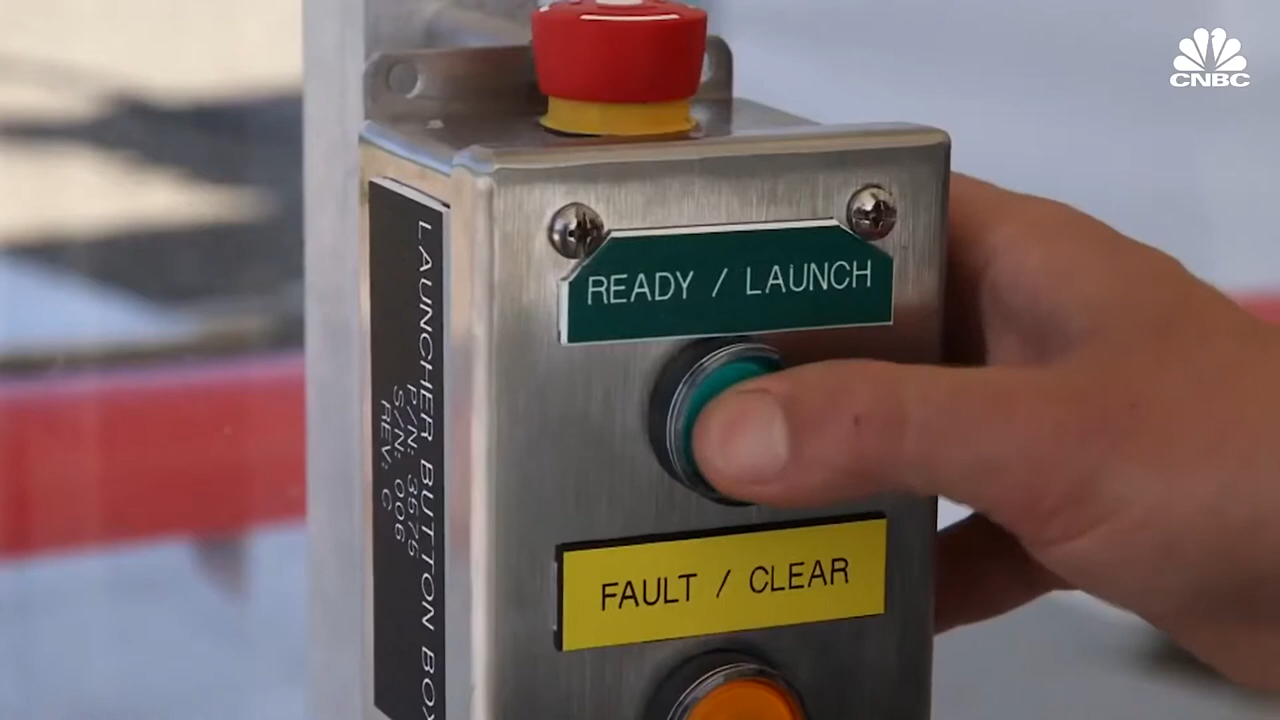 CNBC
READY / LAUNCH
FAULT / CLEAR
LAUNCHER BUTTON BOX
P/N: 3575
S/N: 006
REV: C